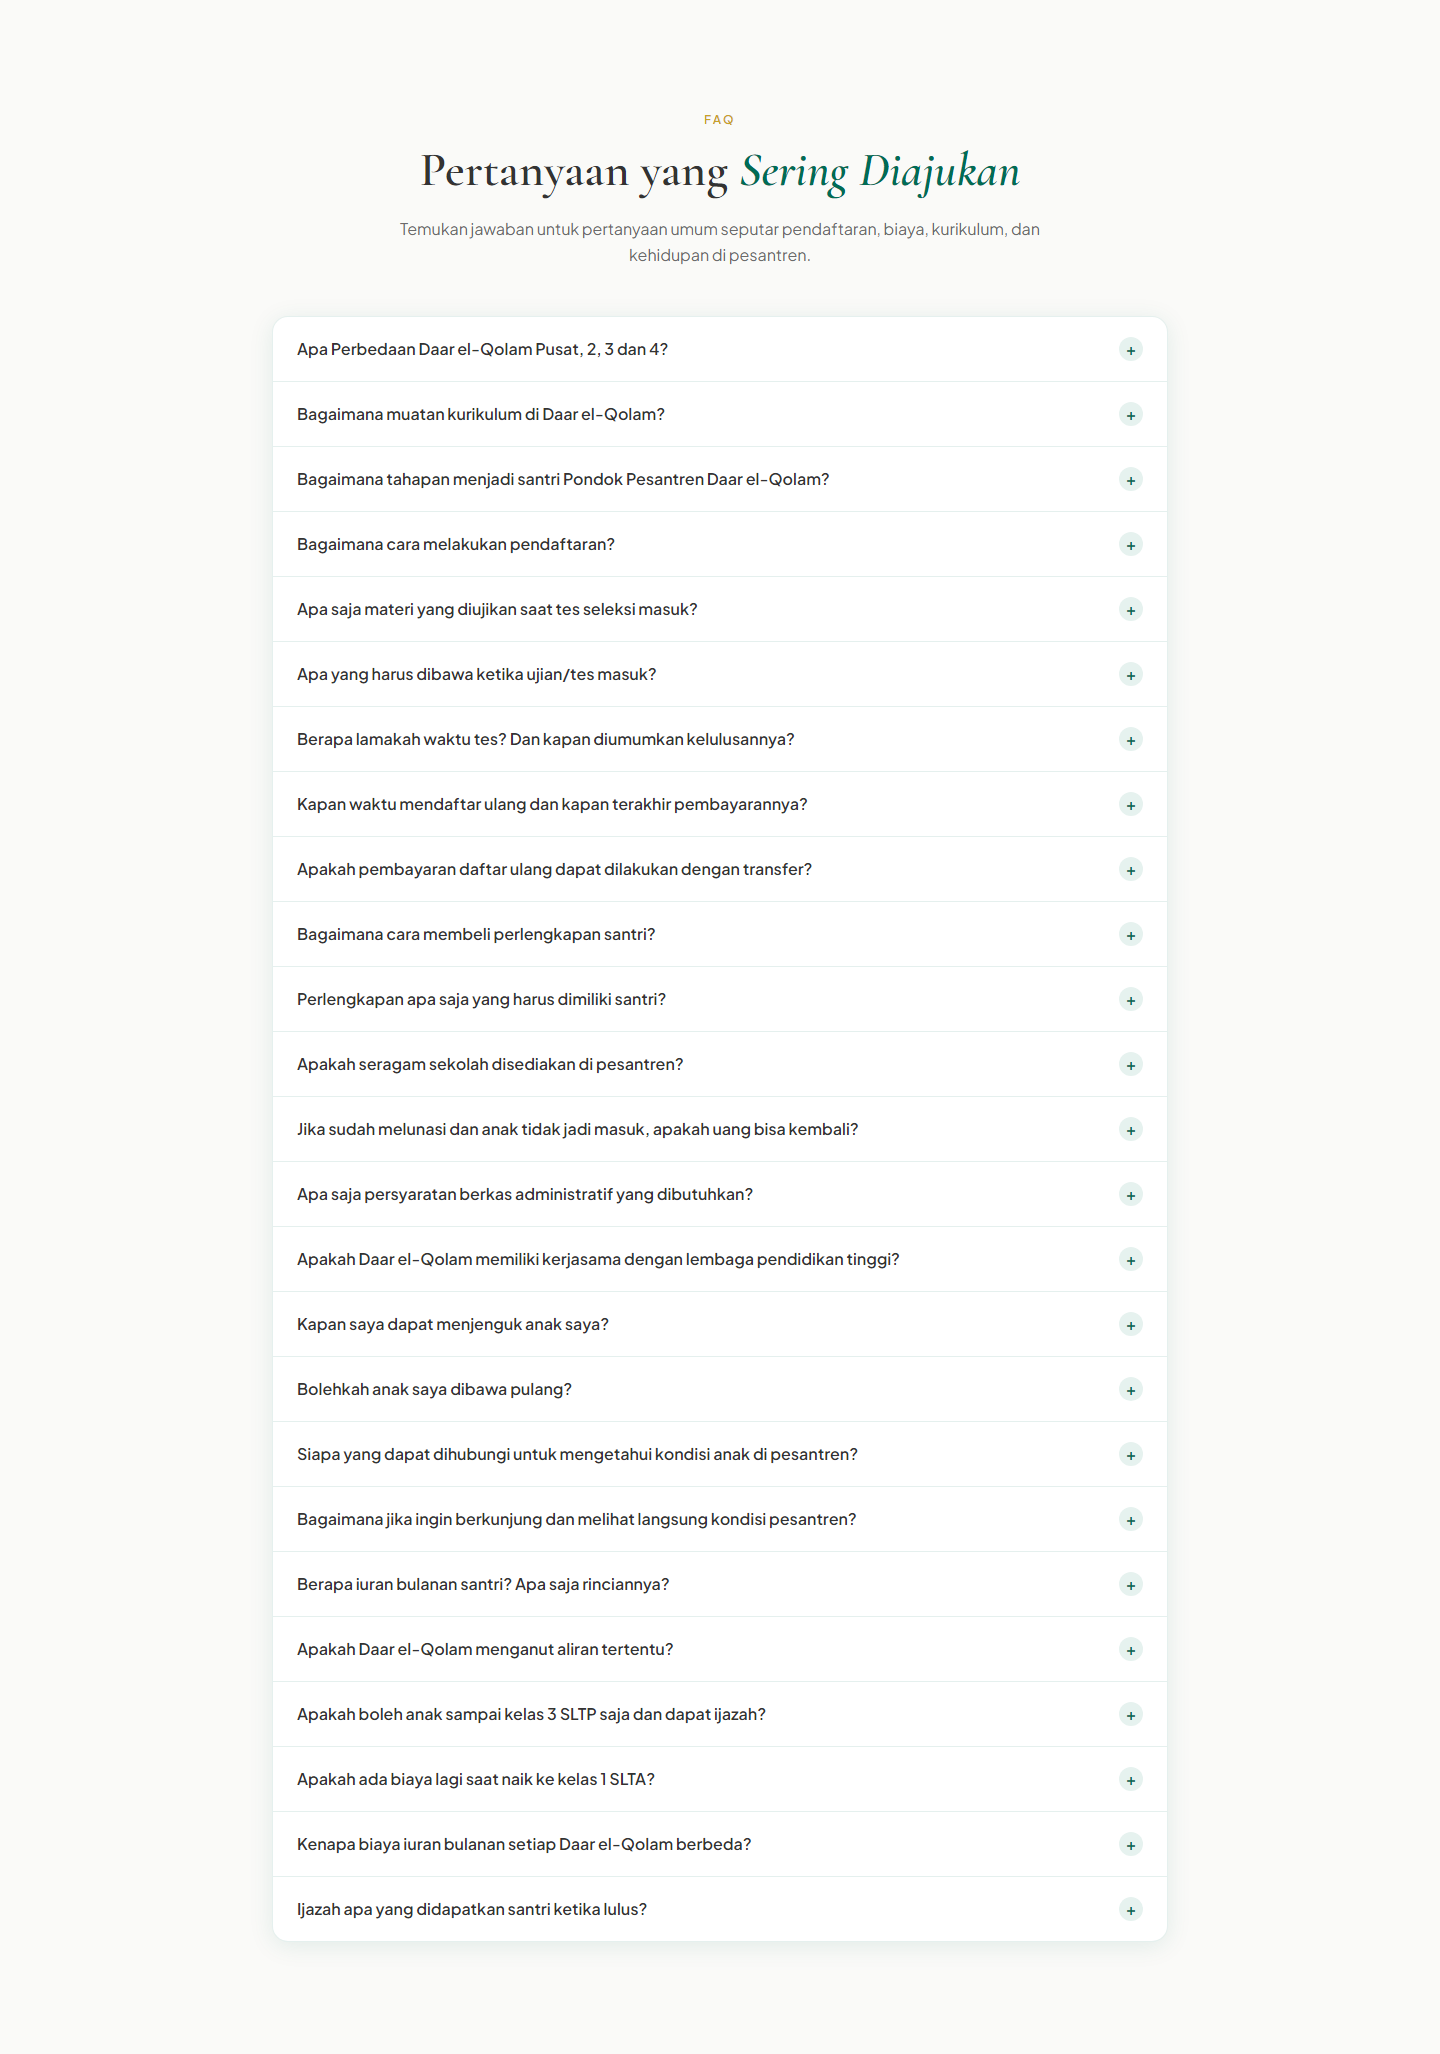 FAQ
Pertanyaan yang Sering Diajukan
Temukan jawaban untuk pertanyaan umum seputar pendaftaran, biaya, kurikulum, dan
kehidupan di pesantren.
Apa Perbedaan Daar el-Qolam Pusat, 2, 3 dan 4?
+
Bagaimana muatan kurikulum di Daar el-Qolam?
+
Bagaimana tahapan menjadi santri Pondok Pesantren Daar el-Qolam?
+
Bagaimana cara melakukan pendaftaran?
+
Apa saja materi yang diujikan saat tes seleksi masuk?
+
Apa yang harus dibawa ketika ujian/tes masuk?
+
Berapa lamakah waktu tes? Dan kapan diumumkan kelulusannya?
+
Kapan waktu mendaftar ulang dan kapan terakhir pembayarannya?
+
Apakah pembayaran daftar ulang dapat dilakukan dengan transfer?
+
Bagaimana cara membeli perlengkapan santri?
+
Perlengkapan apa saja yang harus dimiliki santri?
+
Apakah seragam sekolah disediakan di pesantren?
+
Jika sudah melunasi dan anak tidak jadi masuk, apakah uang bisa kembali?
+
Apa saja persyaratan berkas administratif yang dibutuhkan?
+
Apakah Daar el-Qolam memiliki kerjasama dengan lembaga pendidikan tinggi?
+
Kapan saya dapat menjenguk anak saya?
+
Bolehkah anak saya dibawa pulang?
+
Siapa yang dapat dihubungi untuk mengetahui kondisi anak di pesantren?
+
Bagaimana jika ingin berkunjung dan melihat langsung kondisi pesantren?
+
Berapa iuran bulanan santri? Apa saja rinciannya?
+
Apakah Daar el-Qolam menganut aliran tertentu?
+
Apakah boleh anak sampai kelas 3 SLTP saja dan dapat ijazah?
+
Apakah ada biaya lagi saat naik ke kelas 1 SLTA?
+
Kenapa biaya iuran bulanan setiap Daar el-Qolam berbeda?
+
Ijazah apa yang didapatkan santri ketika lulus?
+